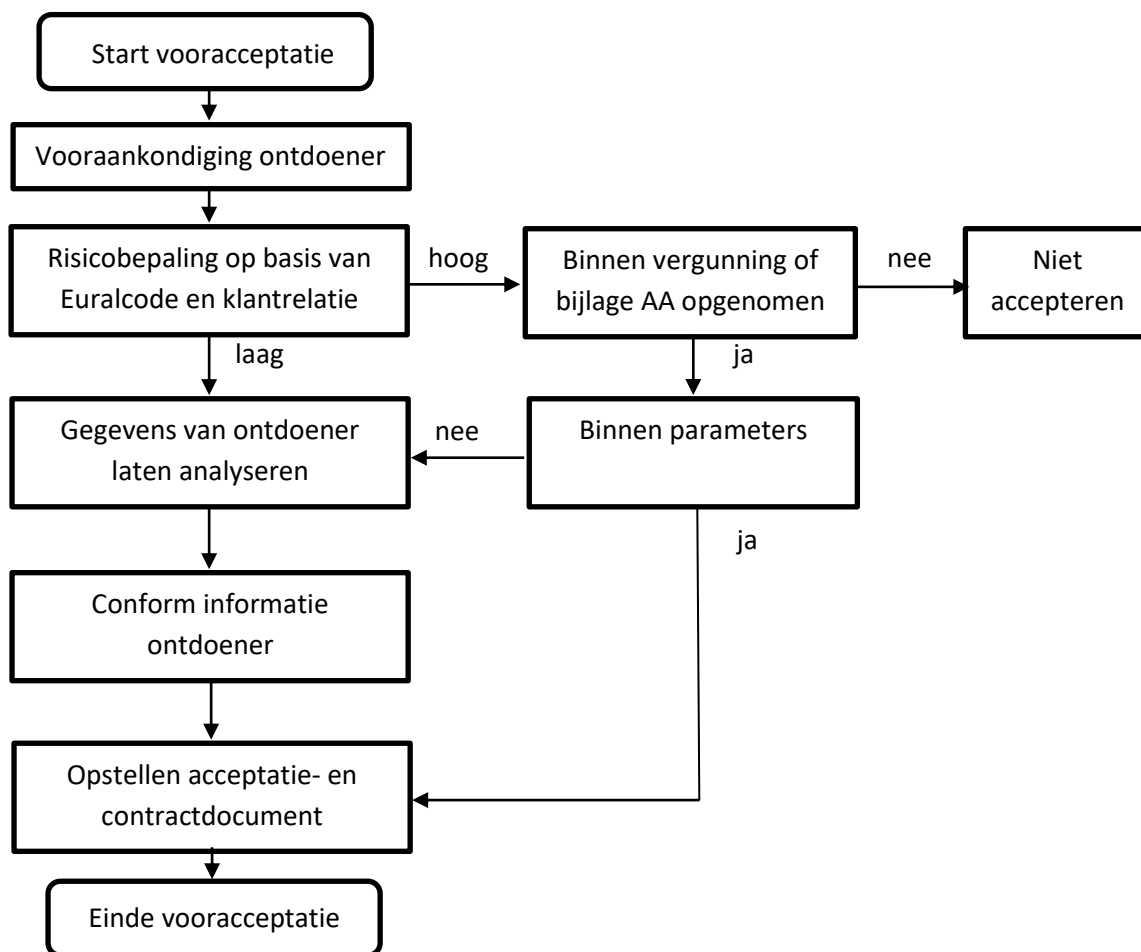 Start vooracceptatie
Vooraankondiging ontdoener
Risicobepaling op basis van
Euralcode en klantrelatie
hoog
Binnen vergunning of
bijlage AA opgenomen
nee
Niet
accepteren
laag
ja
Gegevens van ontdoener
laten analyseren
nee
Binnen parameters
ja
Conform informatie
ontdoener
Opstellen acceptatie- en
contractdocument
Einde vooracceptatie